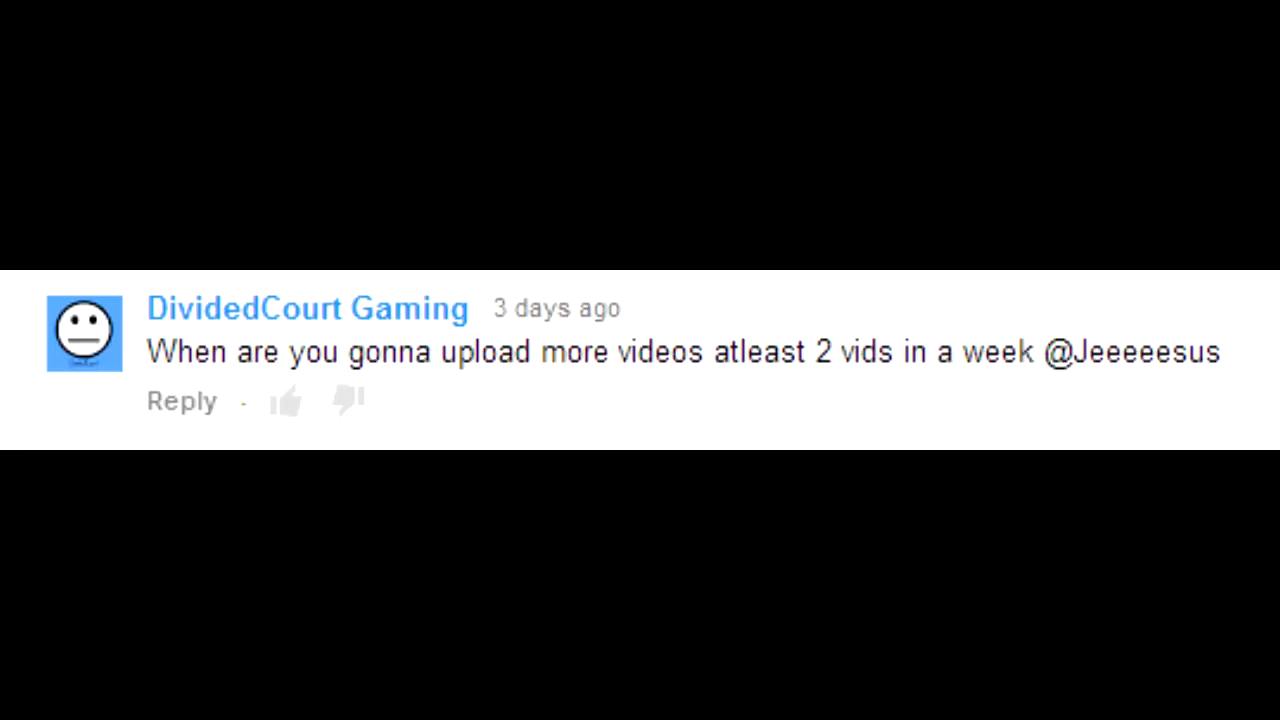 DividedCourt Gaming 3 days ago
When are you gonna upload more videos atleast 2 vids in a week @Jeeeeesus
Reply